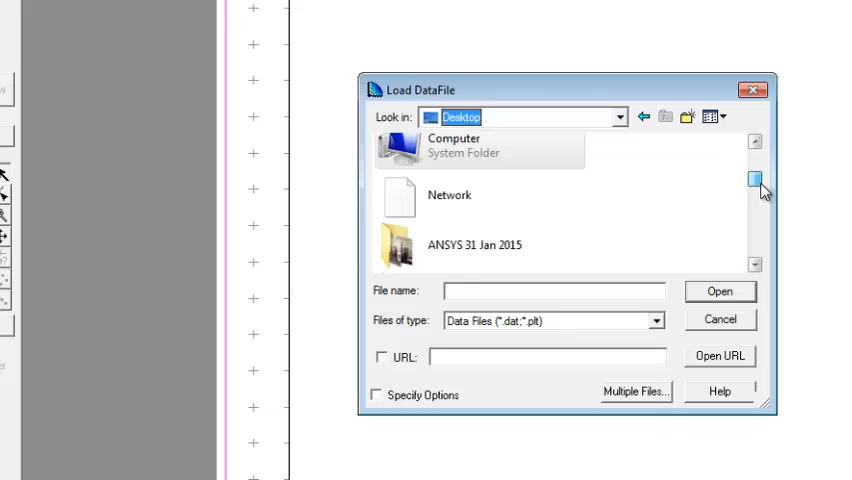 Load DataFile
Look in: Desktop
Computer
System Folder
Network
ANSYS 31 Jan 2015
File name: Open
Files of type: Data Files (*.dat;*.plt) Cancel
URL: Open URL
Specify Options Multiple Files... Help